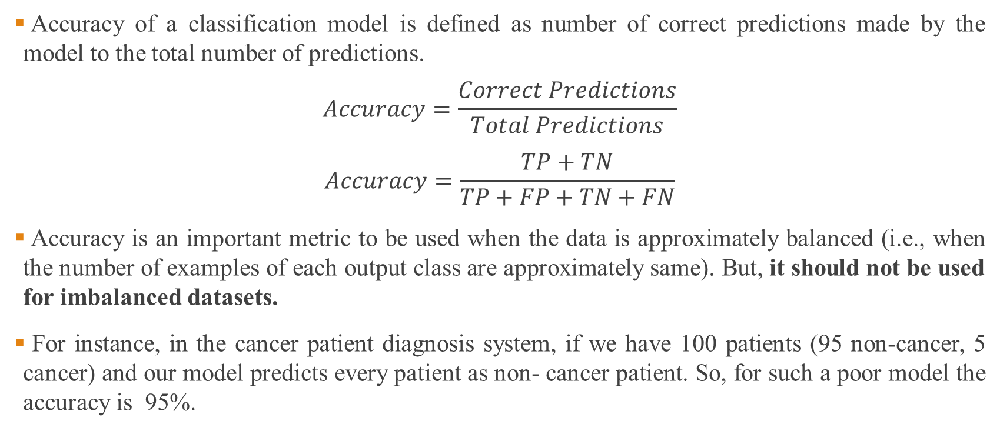 ▪ Accuracy of a classification model is defined as number of correct predictions made by the
model to the total number of predictions.
Accuracy = Correct Predictions / Total Predictions
Accuracy = TP + TN / TP + FP + TN + FN
▪ Accuracy is an important metric to be used when the data is approximately balanced (i.e., when
the number of examples of each output class are approximately same). But, it should not be used
for imbalanced datasets.
▪ For instance, in the cancer patient diagnosis system, if we have 100 patients (95 non-cancer, 5
cancer) and our model predicts every patient as non- cancer patient. So, for such a poor model the
accuracy is 95%.